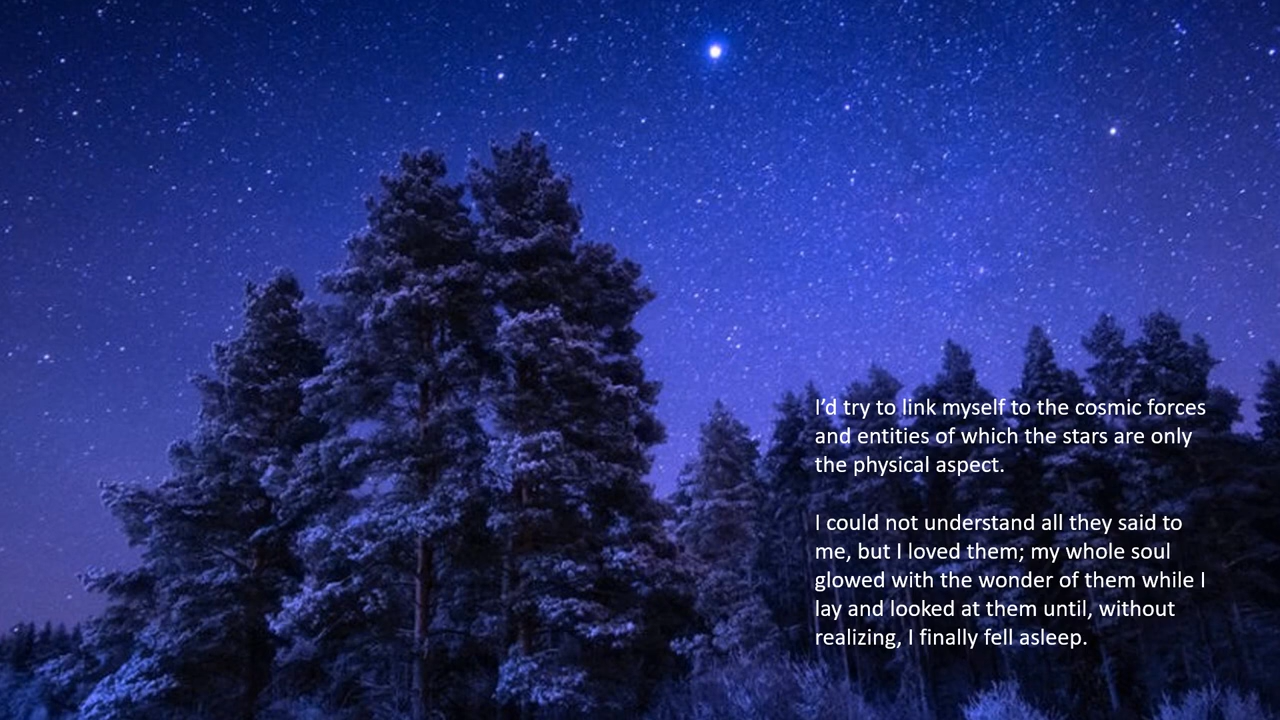 I’d try to link myself to the cosmic forces
and entities of which the stars are only
the physical aspect.
I could not understand all they said to
me, but I loved them; my whole soul
glowed with the wonder of them while I
lay and looked at them until, without
realizing, I finally fell asleep.